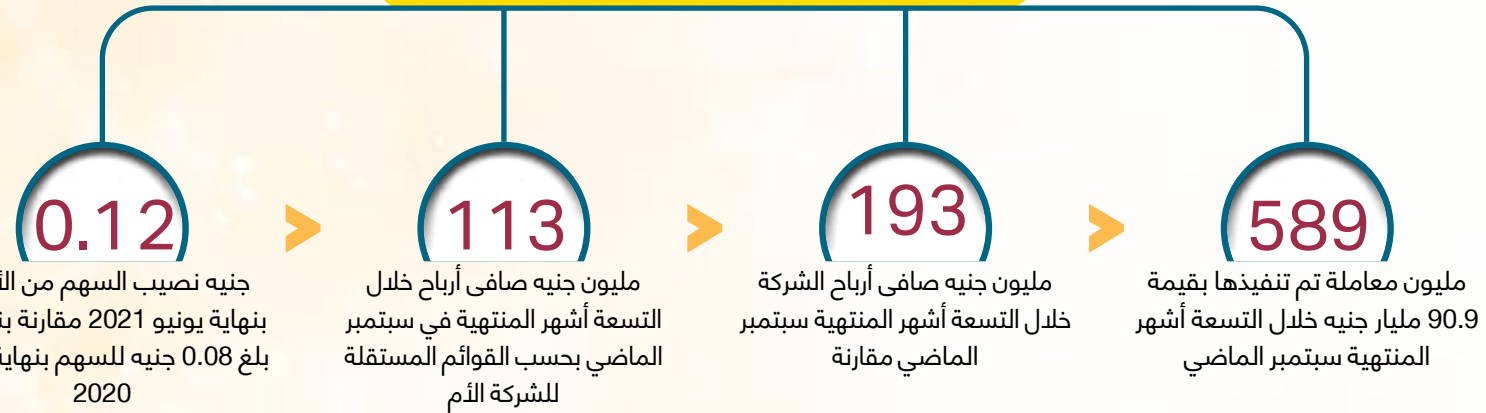 589
مليون معاملة تم تنفيذها بقيمة
90.9 مليار جنيه خلال التسعة أشهر
المنتهية سبتمبر الماضي
193
مليون جنيه صافى أرباح الشركة
خلال التسعة أشهر المنتهية سبتمبر
الماضي مقارنة
113
مليون جنيه صافى أرباح خلال
التسعة أشهر المنتهية في سبتمبر
الماضي بحسب القوائم المستقلة
للشركة الأم
0.12
جنيه نصيب السهم من
بنهاية يونيو 2021 مقارنة
بلغ 0.08 جنيه للسهم بنهاية
2020